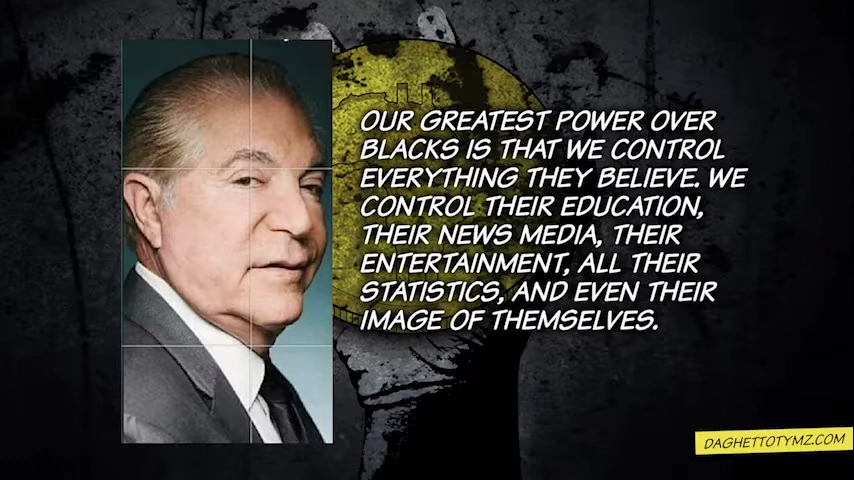 OUR GREATEST POWER OVER
BLACKS IS THAT WE CONTROL
EVERYTHING THEY BELIEVE. WE
CONTROL THEIR EDUCATION,
THEIR NEWS MEDIA, THEIR
ENTERTAINMENT, ALL THEIR
STATISTICS, AND EVEN THEIR
IMAGE OF THEMSELVES.
DAGHETTOTYMZ.COM